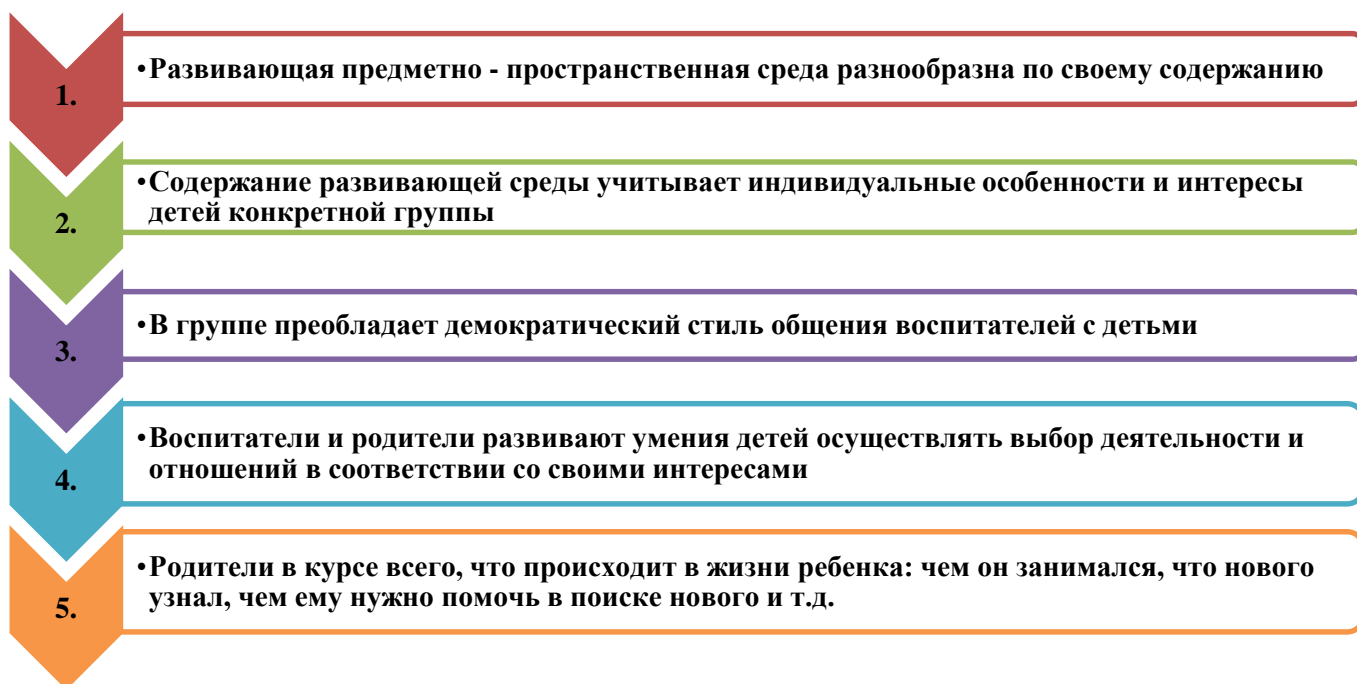 1.
•Развивающая предметно - пространственная среда разнообразна по своему содержанию
2.
•Содержание развивающей среды учитывает индивидуальные особенности и интересы
детей конкретной группы
3.
•В группе преобладает демократический стиль общения воспитателей с детьми
4.
•Воспитатели и родители развивают умения детей осуществлять выбор деятельности и
отношений в соответствии со своими интересами
5.
•Родители в курсе всего, что происходит в жизни ребенка: чем он занимался, что нового
узнал, чем ему нужно помочь в поиске нового и т.д.